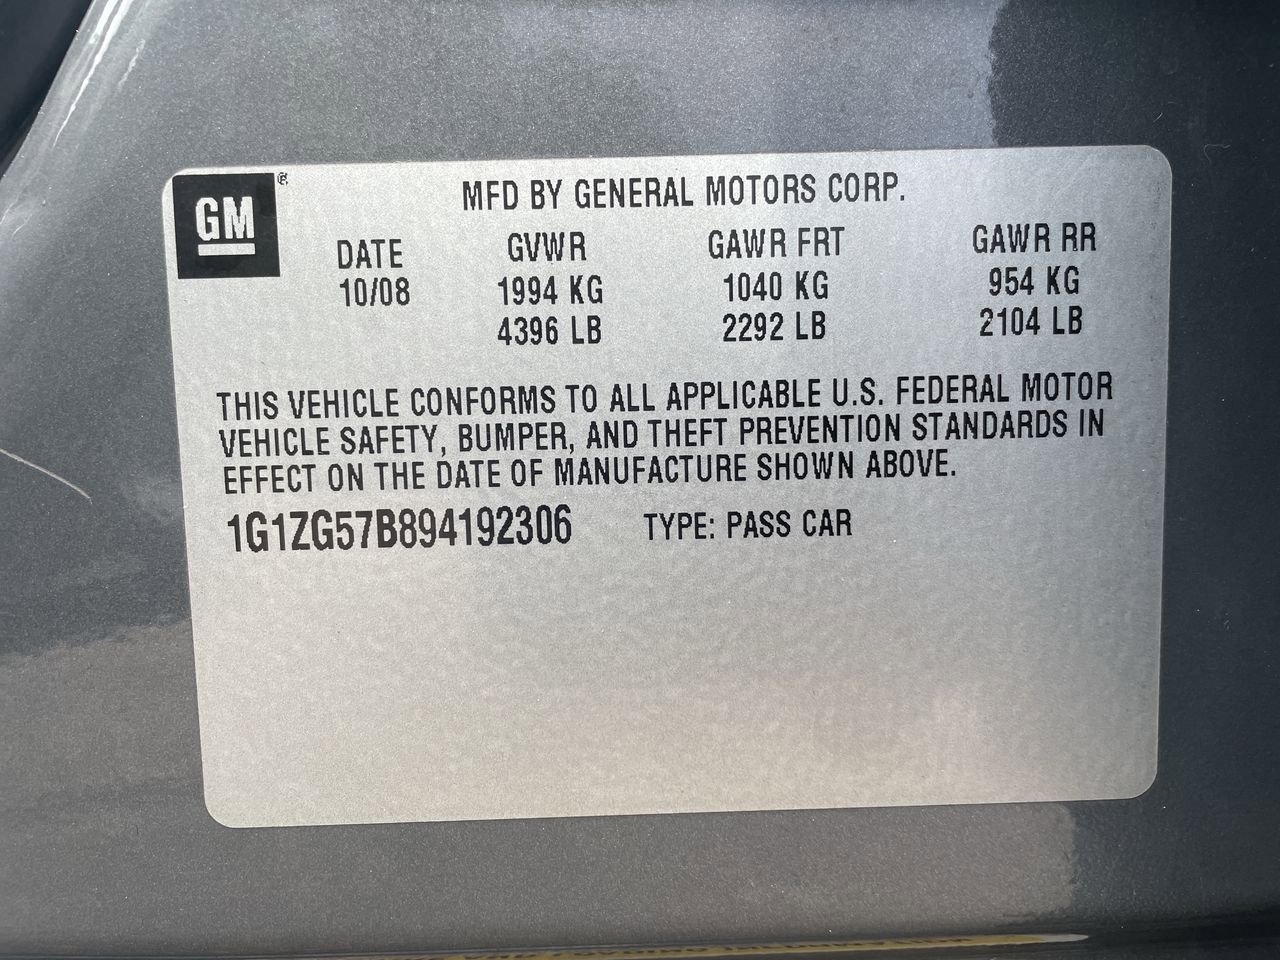 GM
MFD BY GENERAL MOTORS CORP.
DATE GVWR GAWR FRT GAWR RR
10/08 1994 KG 1040 KG 954 KG
4396 LB 2292 LB 2104 LB
THIS VEHICLE CONFORMS TO ALL APPLICABLE U.S. FEDERAL MOTOR
VEHICLE SAFETY, BUMPER, AND THEFT PREVENTION STANDARDS IN
EFFECT ON THE DATE OF MANUFACTURE SHOWN ABOVE.
1G1ZG57B894192306 TYPE: PASS CAR